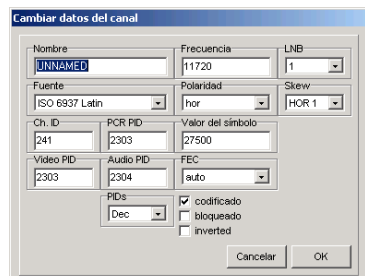 Cambiar datos del canal
Nombre Frecuencia LNB
UNNAMED 11720 1
Fuente Polaridad Skew
ISO 6937 Latin hor HOR 1
Ch. ID PCR PID Valor del símbolo
241 2303 27500
Video PID Audio PID FEC
2303 2304 auto
PIDs
Dec
codificado
bloqueado
inverted
Cancelar OK